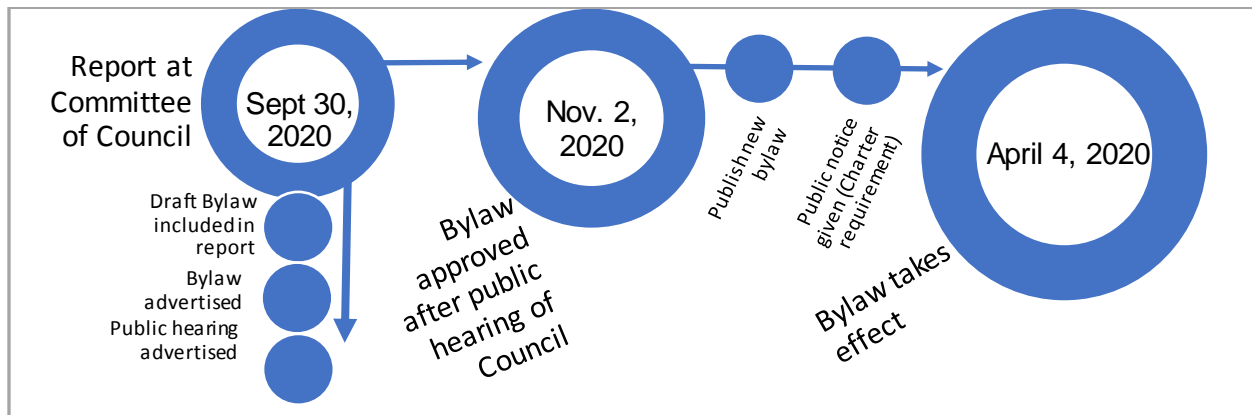 Report at
Committee
of Council
Sept 30,
2020
Draft Bylaw
included in
report
Bylaw
advertised
Public hearing
advertised
Nov. 2,
2020
Bylaw
approved
after public
hearing of
Council
Publish new
bylaw
Public notice
given ((Charter
requirement)
April 4, 2020
Bylaw takes
effect